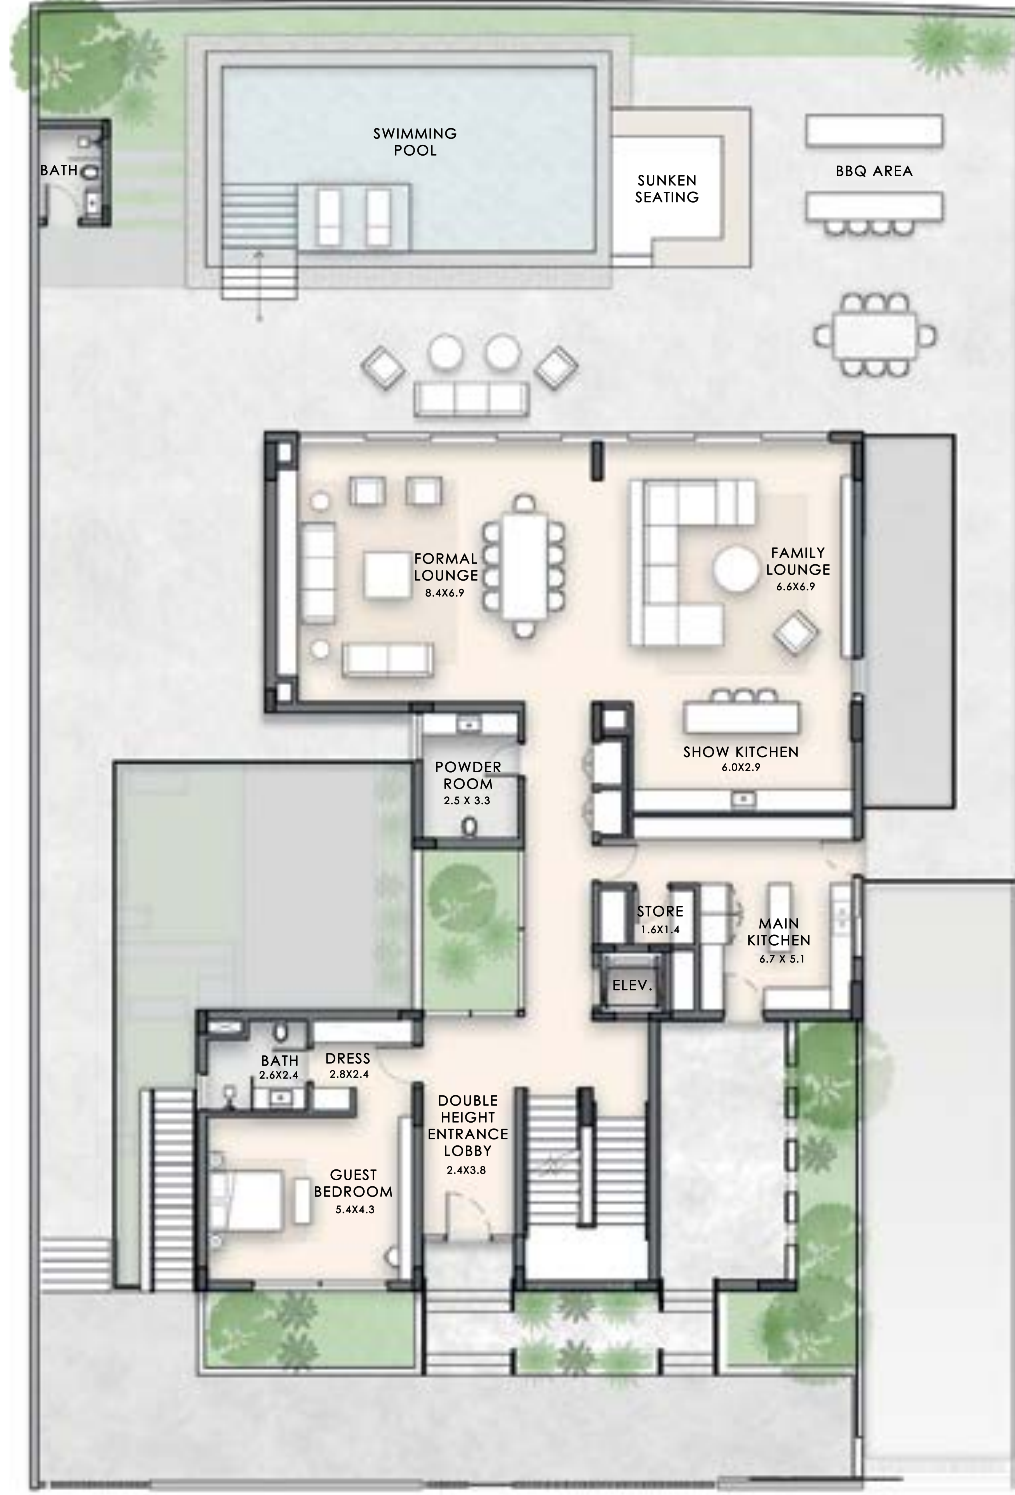 SWIMMING
POOL
BATH
BBQ AREA
SUNKEN
SEATING
FORMAL
LOUNGE
8.4X6.9
FAMILY
LOUNGE
6.6X6.9
SHOW KITCHEN
6.0X2.9
POWDER
ROOM
2.5 X 3.3
STORE
1.6X1.4
MAIN
KITCHEN
6.7 X 5.1
ELEV.
BATH
2.6X2.4
DRESS
2.8X2.4
DOUBLE
HEIGHT
ENTRANCE
LOBBY
2.4X3.8
GUEST
BEDROOM
5.4X4.3